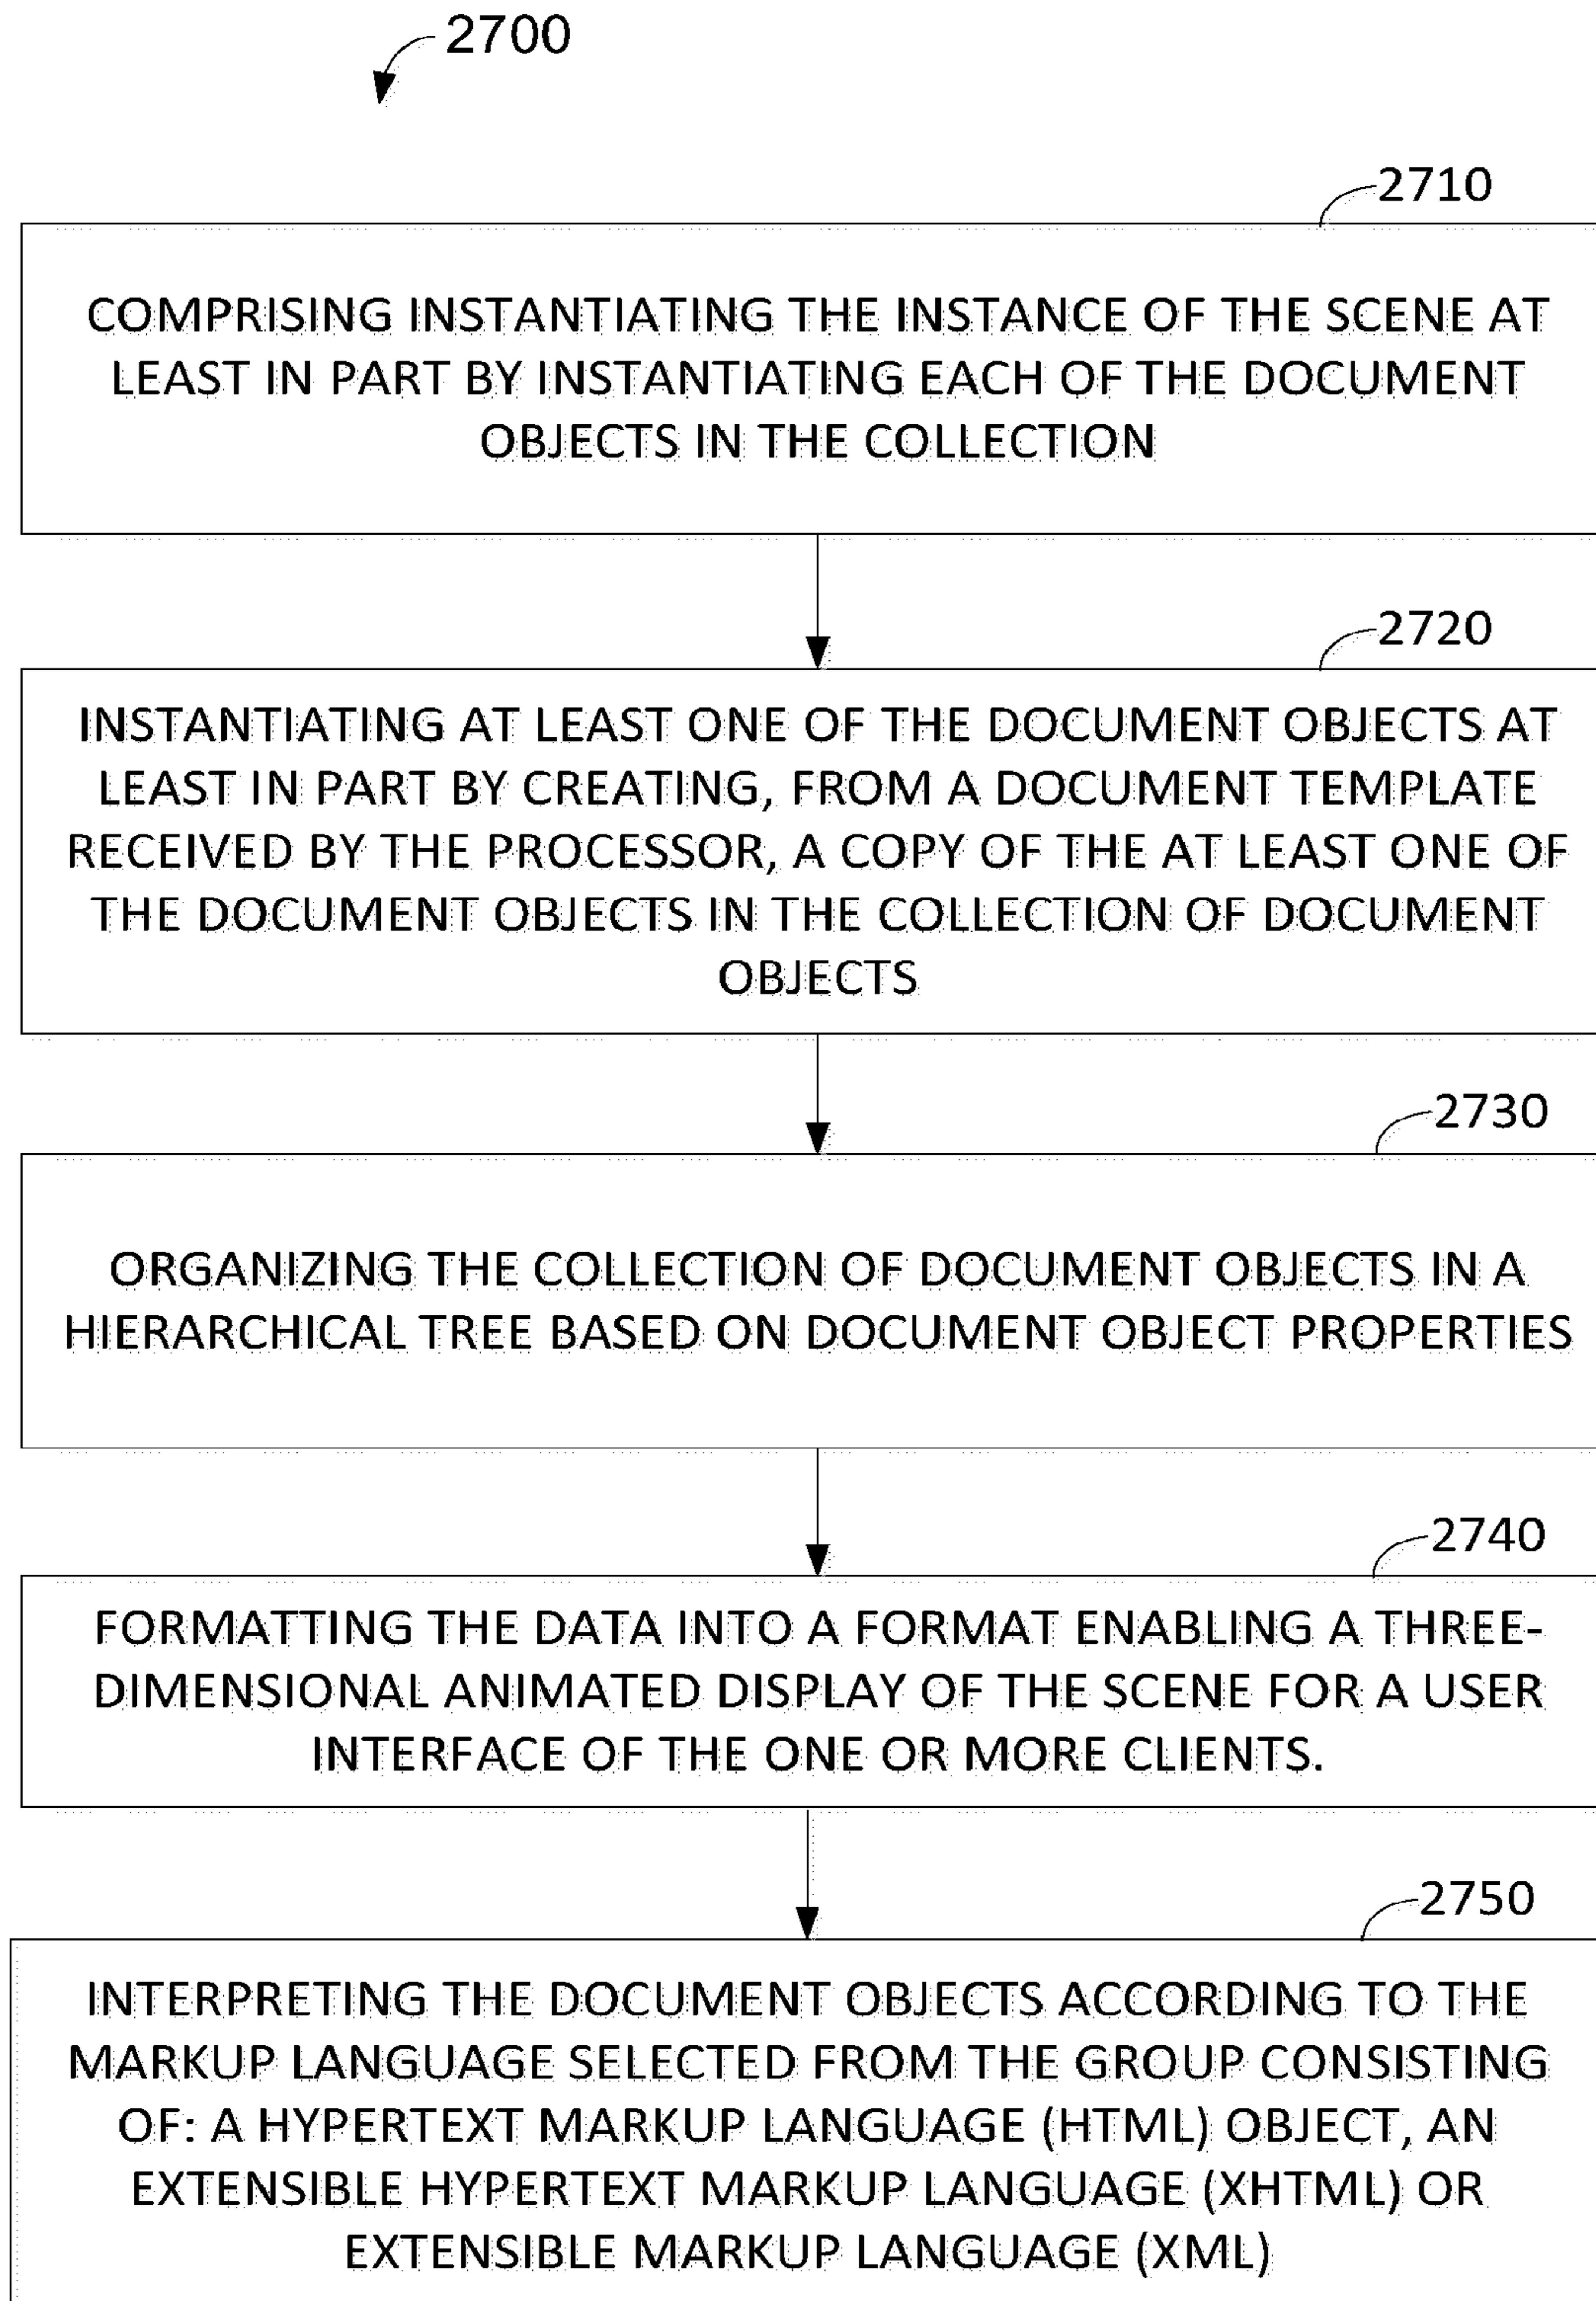 2700
2710
COMPRISING INSTANTIATING THE INSTANCE OF THE SCENE AT
LEAST IN PART BY INSTANTIATING EACH OF THE DOCUMENT
OBJECTS IN THE COLLECTION
2720
INSTANTIATING AT LEAST ONE OF THE DOCUMENT OBJECTS AT
LEAST IN PART BY CREATING, FROM A DOCUMENT TEMPLATE
RECEIVED BY THE PROCESSOR, A COPY OF THE AT LEAST ONE OF
THE DOCUMENT OBJECTS IN THE COLLECTION OF DOCUMENT
OBJECTS
2730
ORGANIZING THE COLLECTION OF DOCUMENT OBJECTS IN A
HIERARCHICAL TREE BASED ON DOCUMENT OBJECT PROPERTIES
2740
FORMATTING THE DATA INTO A FORMAT ENABLING A THREE-
DIMENSIONAL ANIMATED DISPLAY OF THE SCENE FOR A USER
INTERFACE OF THE ONE OR MORE CLIENTS.
2750
INTERPRETING THE DOCUMENT OBJECTS ACCORDING TO THE
MARKUP LANGUAGE SELECTED FROM THE GROUP CONSISTING
OF: A HYPERTEXT MARKUP LANGUAGE (HTML) OBJECT, AN
EXTENSIBLE HYPERTEXT MARKUP LANGUAGE (XHTML) OR
EXTENSIBLE MARKUP LANGUAGE (XML)